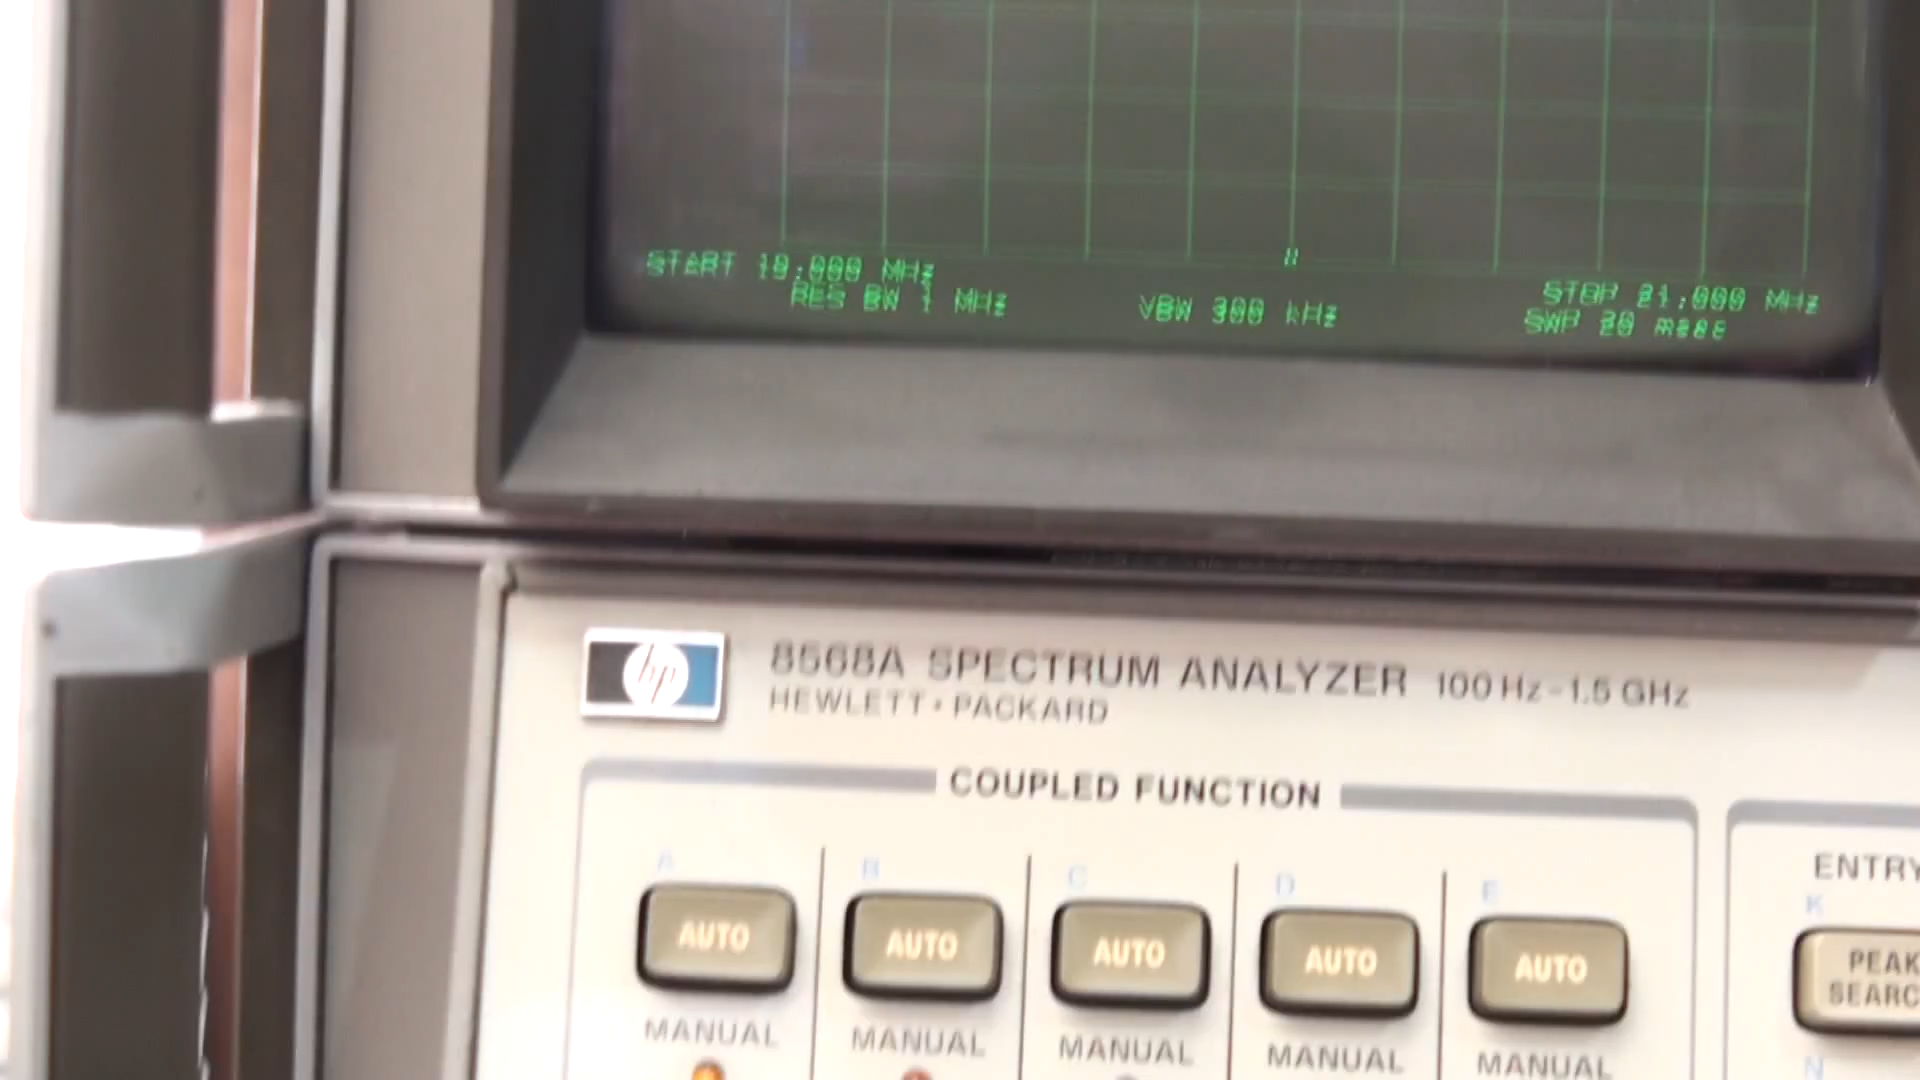 START 19.000 MHz
RES BW 1 MHz
VBW 300 kHz
STOP 21.000 MHz
SWP 20 msec
hp
8568A SPECTRUM ANALYZER 100 Hz - 1.5 GHz
HEWLETT • PACKARD
COUPLED FUNCTION
ENTRY
A B C D E K
AUTO AUTO AUTO AUTO AUTO
PEAK
SEARC
MANUAL MANUAL MANUAL MANUAL MANUAL
N